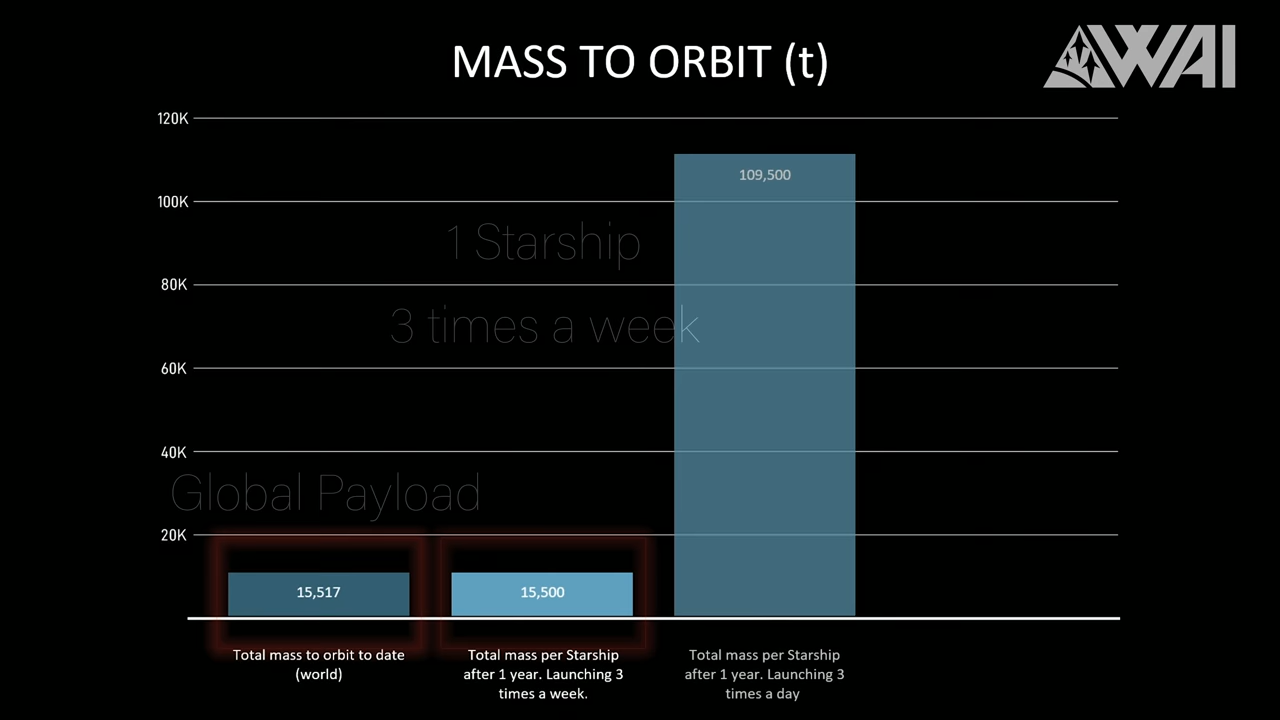 MASS TO ORBIT (t)
WAI
120K
109,500
100K
1 Starship
80K
3 times a week
60K
40K
Global Payload
20K
15,517
15,500
Total mass to orbit to date
(world)
Total mass per Starship
after 1 year. Launching 3
times a week.
Total mass per Starship
after 1 year. Launching 3
times a day